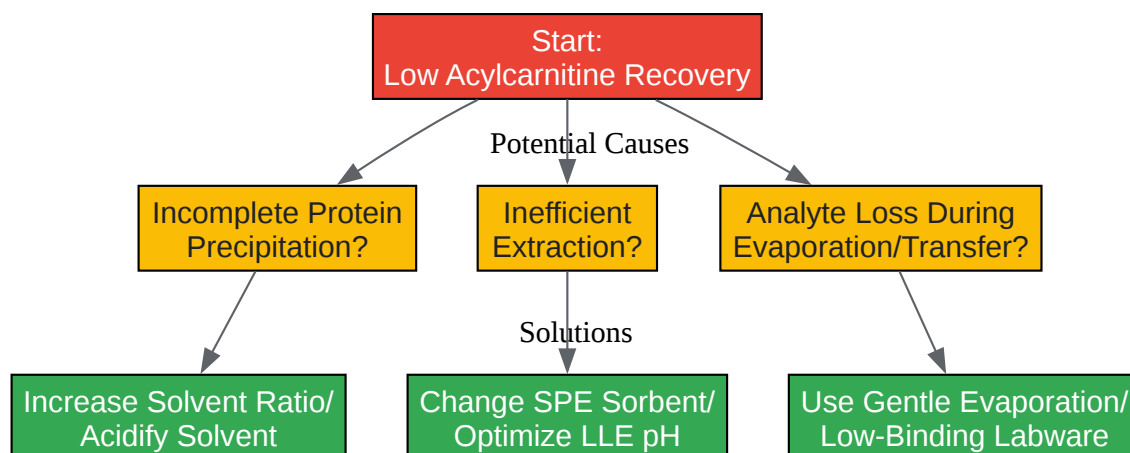 Start:
Low Acylcarnitine Recovery
Potential Causes
Incomplete Protein
Precipitation?
Inefficient
Extraction?
Analyte Loss During
Evaporation/Transfer?
Solutions
Increase Solvent Ratio/
Acidify Solvent
Change SPE Sorbent/
Optimize LLE pH
Use Gentle Evaporation/
Low-Binding Labware